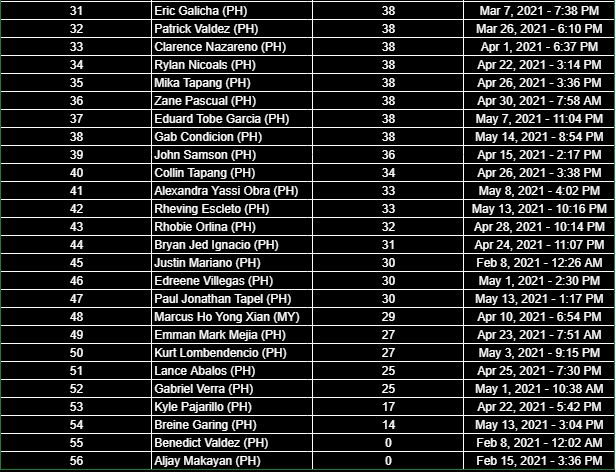 31 Eric Galicha (PH) 38 Mar 7, 2021 - 7:38 PM
32 Patrick Valdez (PH) 38 Mar 26, 2021 - 6:10 PM
33 Clarence Nazareno (PH) 38 Apr 1, 2021 - 6:37 PM
34 Rylan Nicoals (PH) 38 Apr 22, 2021 - 3:14 PM
35 Mika Tapang (PH) 38 Apr 26, 2021 - 3:36 PM
36 Zane Pascual (PH) 38 Apr 30, 2021 - 7:58 AM
37 Eduard Tobe Garcia (PH) 38 May 7, 2021 - 11:04 PM
38 Gab Condicion (PH) 38 May 14, 2021 - 8:54 PM
39 John Samson (PH) 36 Apr 15, 2021 - 2:17 PM
40 Collin Tapang (PH) 34 Apr 26, 2021 - 3:38 PM
41 Alexandra Yassi Obra (PH) 33 May 8, 2021 - 4:02 PM
42 Rheving Escleto (PH) 33 May 13, 2021 - 10:16 PM
43 Rhobie Orlina (PH) 32 Apr 28, 2021 - 10:14 PM
44 Bryan Jed Ignacio (PH) 31 Apr 24, 2021 - 11:07 PM
45 Justin Mariano (PH) 30 Feb 8, 2021 - 12:26 AM
46 Edreene Villegas (PH) 30 May 1, 2021 - 2:30 PM
47 Paul Jonathan Tapel (PH) 30 May 13, 2021 - 1:17 PM
48 Marcus Ho Yong Xian (MY) 29 Apr 10, 2021 - 6:54 PM
49 Emman Mark Mejia (PH) 27 Apr 23, 2021 - 7:51 AM
50 Kurt Lombendencio (PH) 27 May 3, 2021 - 9:15 PM
51 Lance Abalos (PH) 25 Apr 25, 2021 - 7:30 PM
52 Gabriel Verra (PH) 25 May 1, 2021 - 10:38 AM
53 Kyle Pajarillo (PH) 17 Apr 22, 2021 - 5:42 PM
54 Breine Garing (PH) 14 May 13, 2021 - 3:04 PM
55 Benedict Valdez (PH) 0 Feb 8, 2021 - 12:02 AM
56 Aljay Makayan (PH) 0 Feb 15, 2021 - 3:36 PM